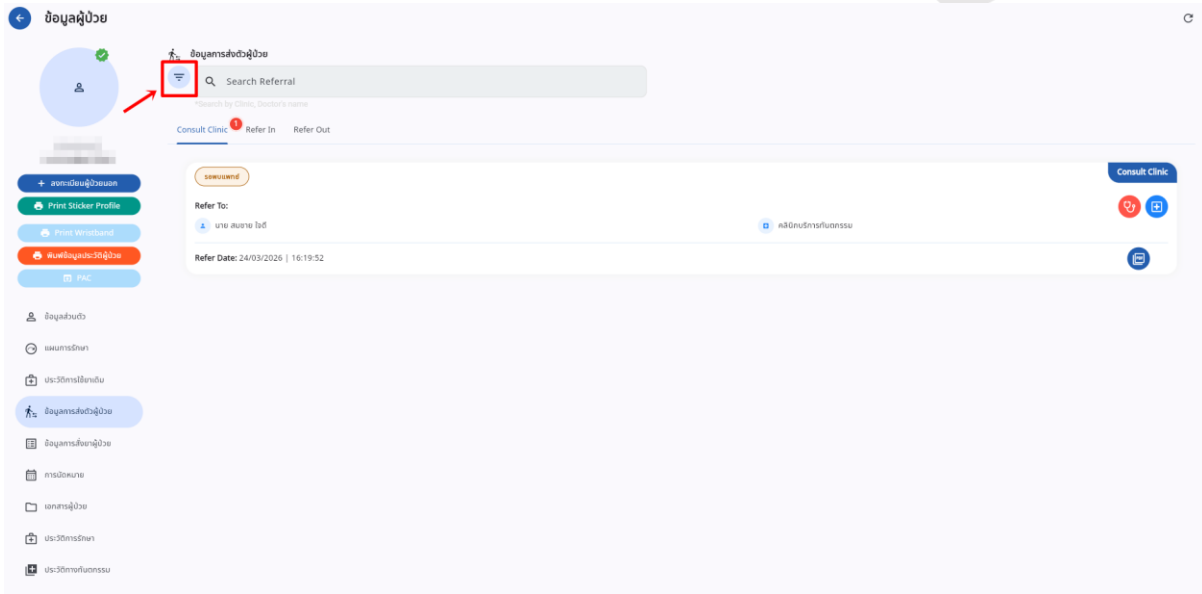 ข้อมูลผู้ป่วย
ข้อมูลการส่งตัวผู้ป่วย
Search Referral
*Search by Clinic, Doctor's name
Consult Clinic
1
Refer In
Refer Out
+ ลงทะเบียนผู้ป่วยนอก
Print Sticker Profile
Print Wristband
พิมพ์ข้อมูลประวัติผู้ป่วย
PAC
รอพบแพทย์
Consult Clinic
Refer To:
นาย สมชาย ใจดี
คลินิกบริการทันตกรรม
Refer Date: 24/03/2026 | 16:19:52
ข้อมูลส่วนตัว
แผนการรักษา
ประวัติการใช้ยาเดิม
ข้อมูลการส่งตัวผู้ป่วย
ข้อมูลการสั่งยาผู้ป่วย
การนัดหมาย
เอกสารผู้ป่วย
ประวัติการรักษา
ประวัติทางทันตกรรม